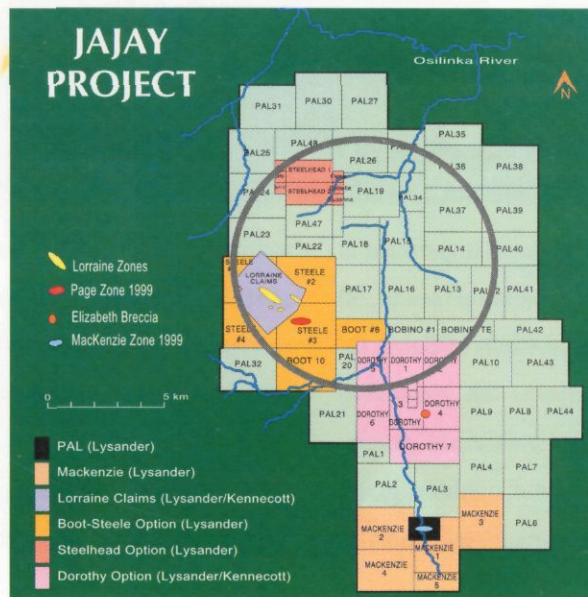 JAJAY
PROJECT
Osilinka River
N
PAL31
PAL30
PAL27
PAL25
PAL48
PAL26
PAL35
PAL36
PAL38
STEELHEAD 1
STEELHEAD 2
PAL24
PAL19
PAL34
PAL37
PAL39
PAL23
PAL47
PAL22
PAL18
PAL15
PAL14
PAL40
STEELE
LORRAINE
CLAIMS
STEELE
#2
PAL17
PAL16
PAL13
PAL41
STEELE
#4
STEELE
#3
BOOT #6
BOBINO #1
PAL42
PAL32
BOOT 10
PAL
20
DOROTHY
DOROTHY
1
PAL10
PAL43
PAL21
DOROTHY
6
3
DOROTHY
DOROTHY
4
PAL9
PAL8
PAL44
DOROTHY 7
PAL1
PAL2
PAL3
PAL4
PAL7
MACKENZIE
2
MACKENZIE
1
MACKENZIE
3
PAL6
MACKENZIE
4
MACKENZIE
5
Lorraine Zones
Page Zone 1999
Elizabeth Breccia
MacKenzie Zone 1999
0
5 km
PAL (Lysander)
Mackenzie (Lysander)
Lorraine Claims (Lysander/Kennecott)
Boot-Steele Option (Lysander)
Steelhead Option (Lysander)
Dorothy Option (Lysander/Kennecott)